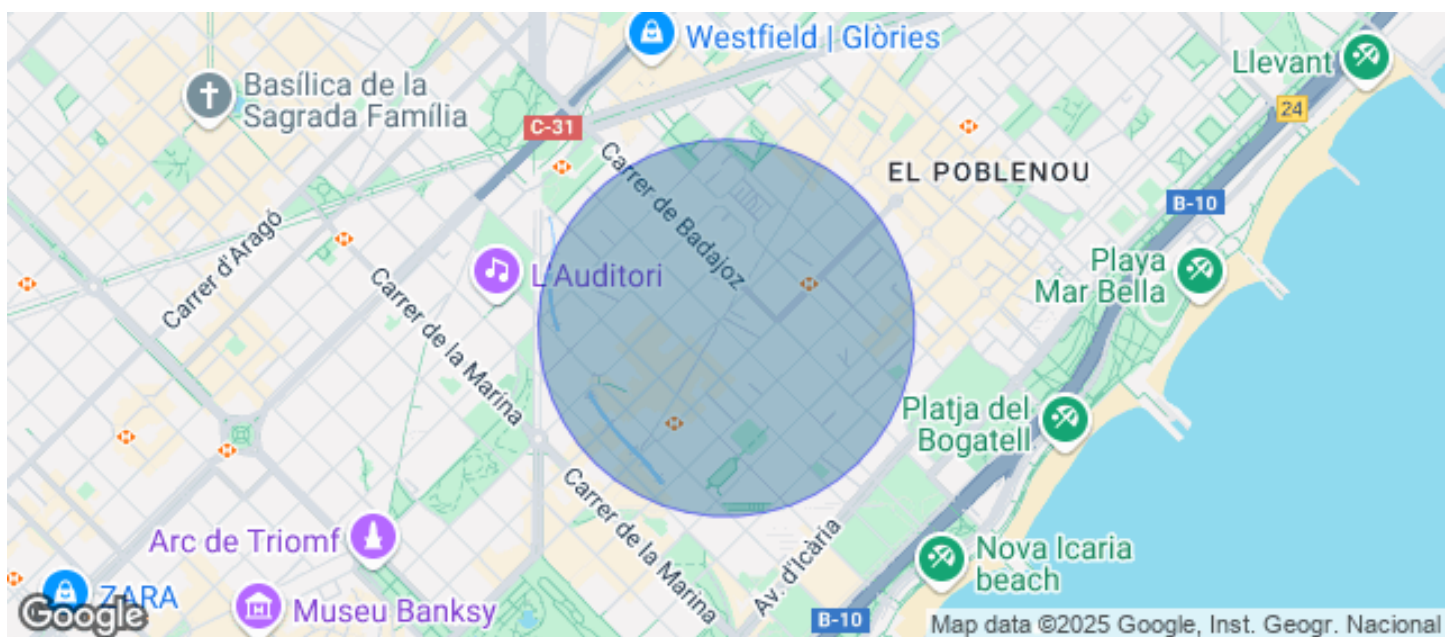 Westfield | Glòries
Llevant
Basílica de la
Sagrada Família
24
C-31
EL POBLENOU
Carrer de Badajoz
B-10
Carrer d'Aragó
L'Auditori
Playa
Mar Bella
Carrer de la Marina
Platja del
Bogatell
Carrer de la Marina
Arc de Triomf
Av. d'Icària
Nova Icaria
beach
ZARA
Museu Banksy
Google
B-10
Map data ©2025 Google, Inst. Geogr. Nacional